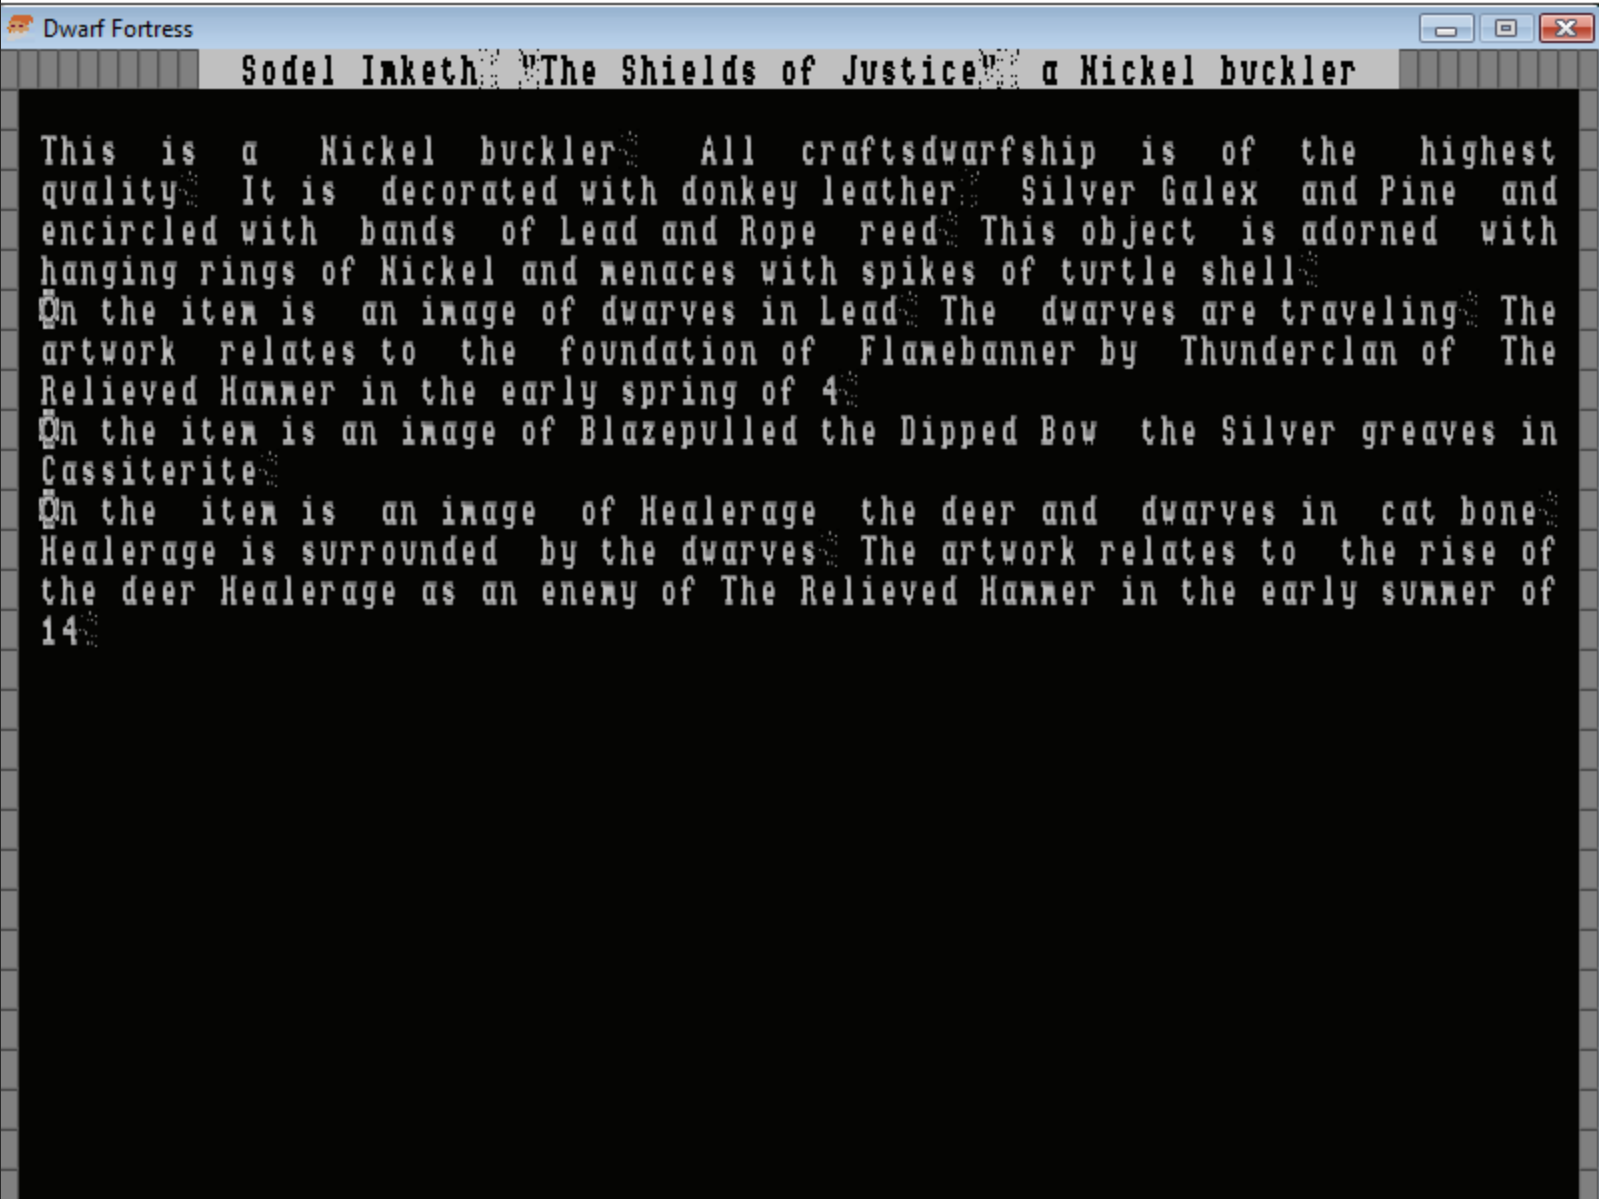 Dwarf Fortress
Sodel Imketh, "The Shields of Justice", a Nickel buckler
This is a Nickel buckler. All craftsdwarfship is of the highest
quality. It is decorated with donkey leather, Silver Galex and Pine and
encircled with bands of Lead and Rope reed. This object is adorned with
hanging rings of Nickel and menaces with spikes of turtle shell.
On the item is an image of dwarves in Lead. The dwarves are traveling. The
artwork relates to the foundation of Flamebanner by Thunderclan of The
Relieved Hammer in the early spring of 4.
On the item is an image of Blazepulled the Dipped Bow the Silver greaves in
Cassiterite.
On the item is an image of Healerage the deer and dwarves in cat bone.
Healerage is surrounded by the dwarves. The artwork relates to the rise of
the deer Healerage as an enemy of The Relieved Hammer in the early summer of
14.